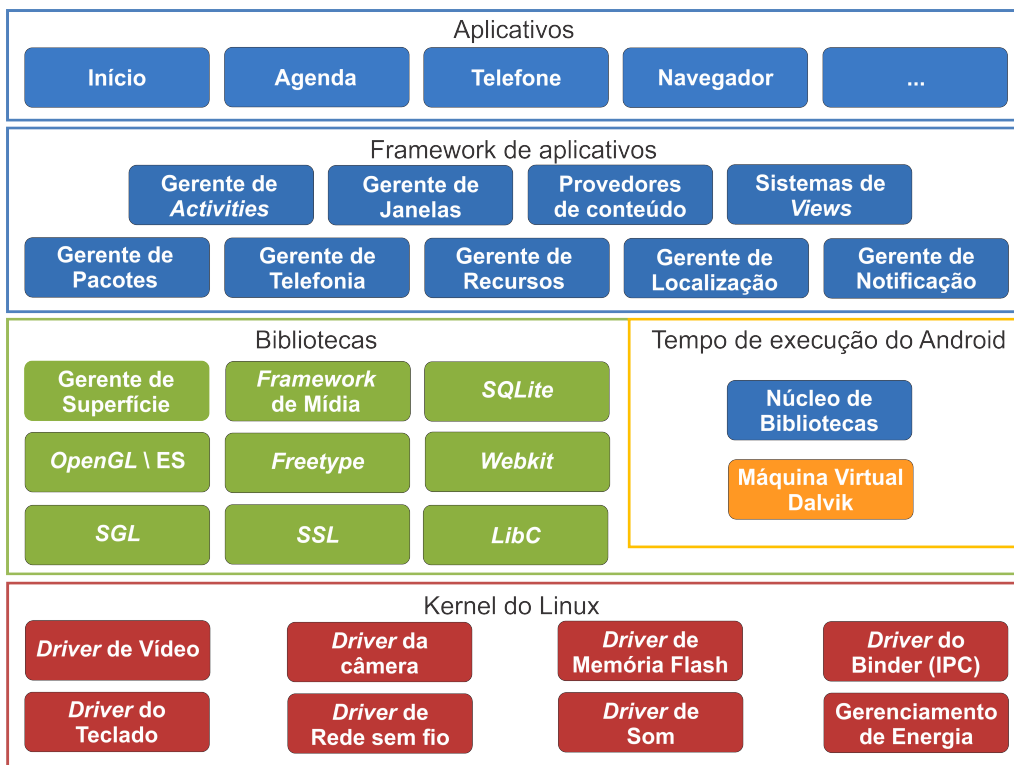 Aplicativos
Início
Agenda
Telefone
Navegador
...
Framework de aplicativos
Gerente de
Activities
Gerente de
Janelas
Provedores
de conteúdo
Sistemas de
Views
Gerente de
Pacotes
Gerente de
Telefonia
Gerente de
Recursos
Gerente de
Localização
Gerente de
Notificação
Bibliotecas
Gerente de
Superfície
Framework
de Mídia
SQLite
OpenGL \ ES
Freetype
Webkit
SGL
SSL
LibC
Tempo de execução do Android
Núcleo de
Bibliotecas
Máquina Virtual
Dalvik
Kernel do Linux
Driver de Vídeo
Driver da
câmera
Driver de
Memória Flash
Driver do
Binder (IPC)
Driver do
Teclado
Driver de
Rede sem fio
Driver de
Som
Gerenciamento
de Energia